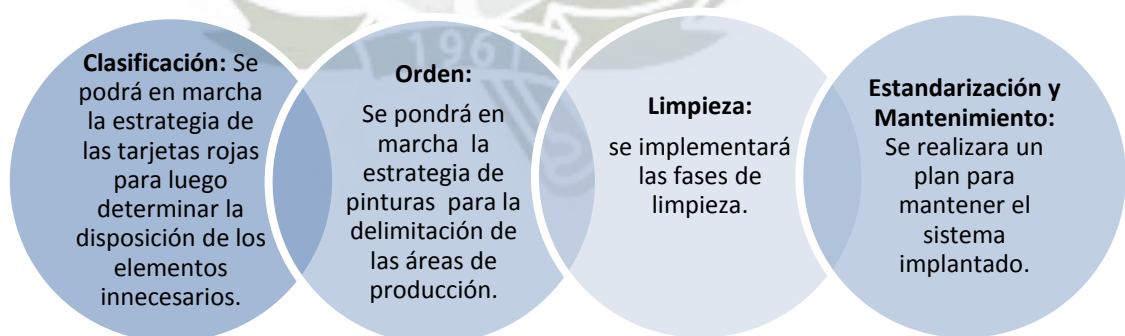 1961
Clasificación: Se
podrá en marcha
la estrategia de
las tarjetas rojas
para luego
determinar la
disposición de los
elementos
innecesarios.
Orden:
Se pondrá en
marcha la
estrategia de
pinturas para la
delimitación de
las áreas de
producción.
Limpieza:
se implementará
las fases de
limpieza.
Estandarización y
Mantenimiento:
Se realizara un
plan para
mantener el
sistema
implantado.